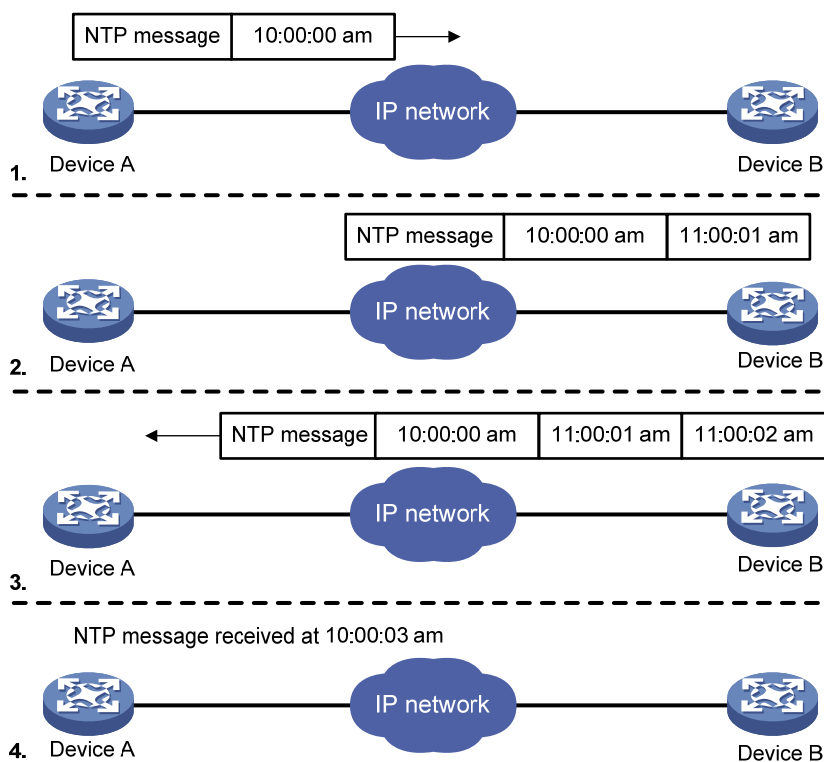 NTP message 10:00:00 am
IP network
Device A
Device B
1.
NTP message 10:00:00 am 11:00:01 am
IP network
Device A
Device B
2.
NTP message 10:00:00 am 11:00:01 am 11:00:02 am
IP network
Device A
Device B
3.
NTP message received at 10:00:03 am
IP network
Device A
Device B
4.